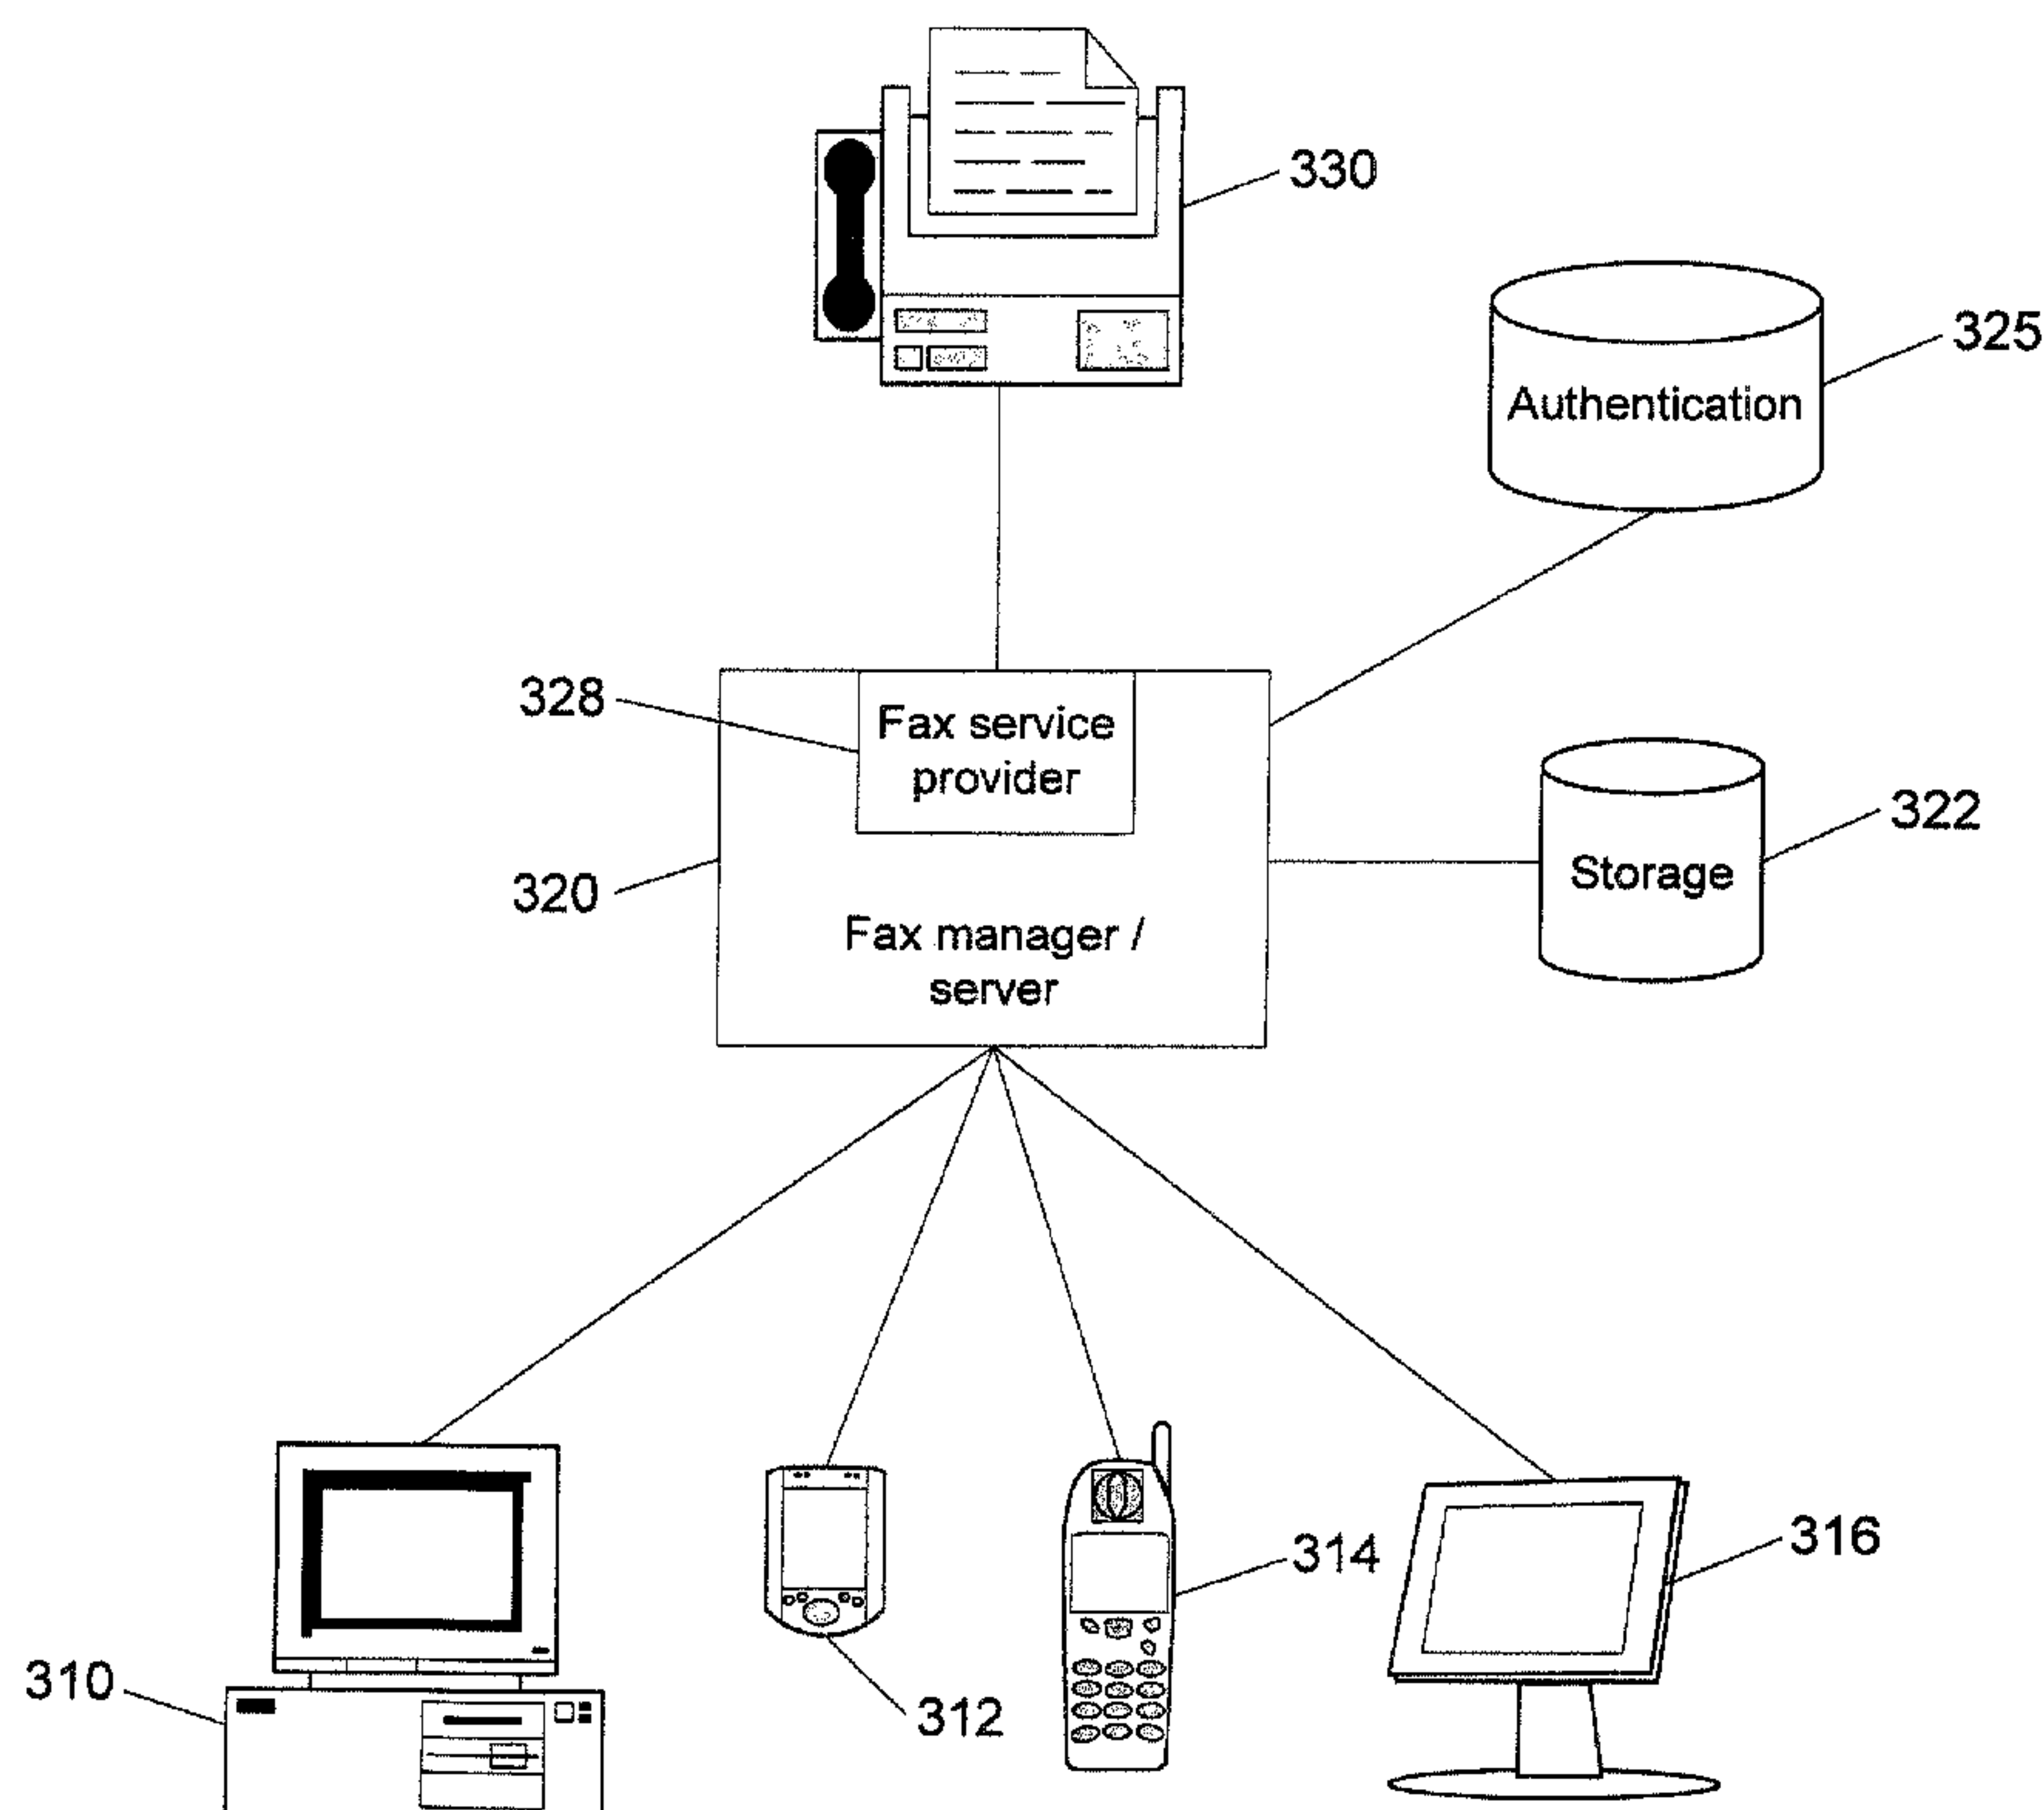 330
325
Authentication
328
Fax service
provider
322
Storage
320
Fax manager /
server
314
316
310
312